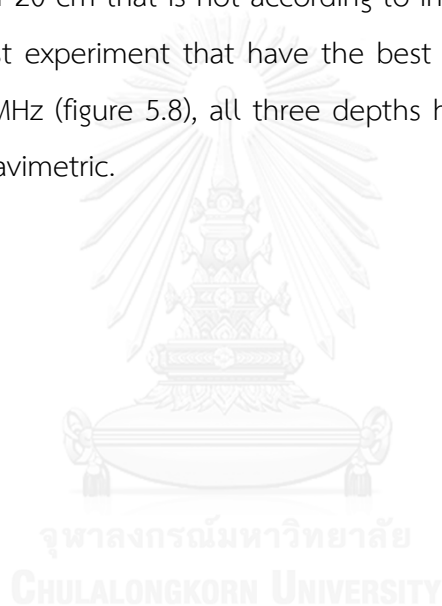 20 cm that is not according to in
st experiment that have the best
MHz (figure 5.8), all three depths h
avimetric.
จุฬาลงกรณ์มหาวิทยาลัย
CHULALONGKORN UNIVERSITY